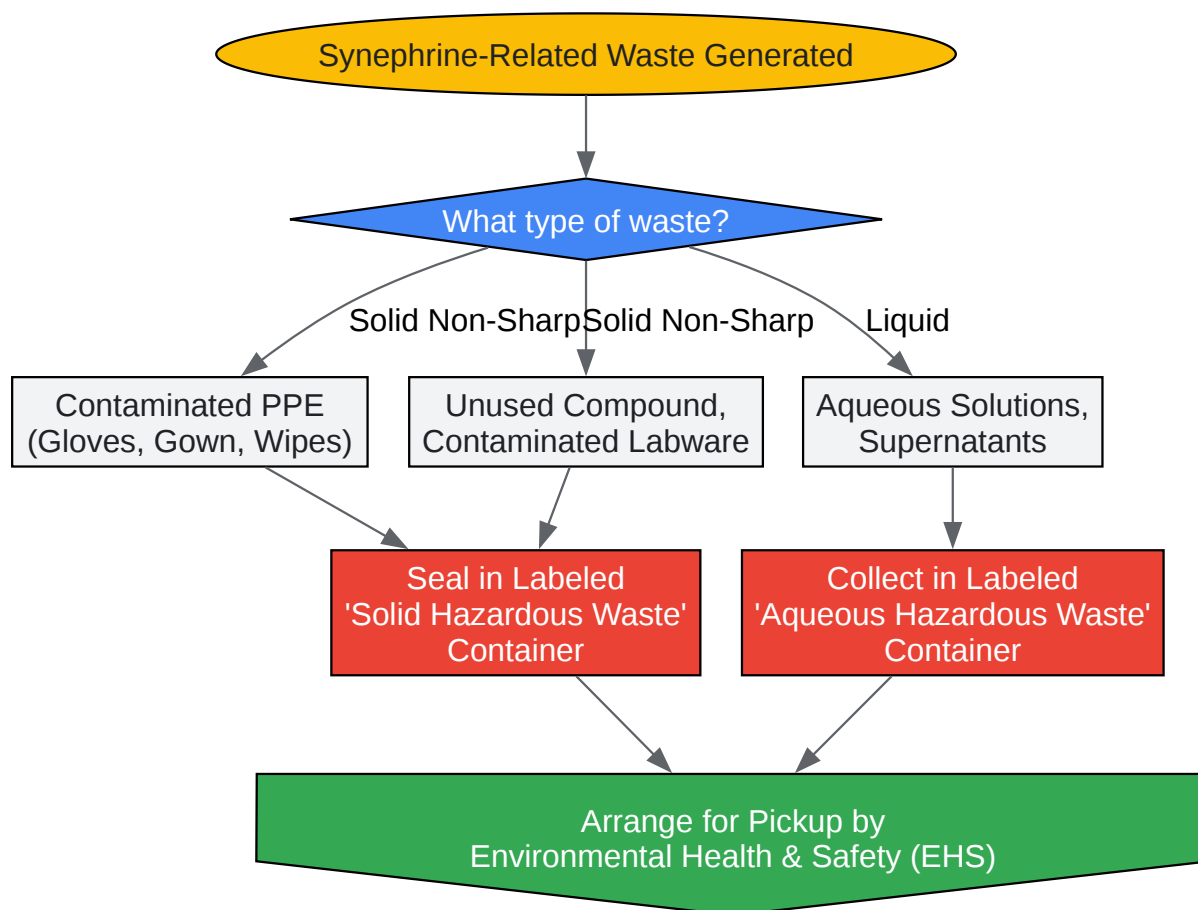 Synephrine-Related Waste Generated
What type of waste?
Solid Non-Sharp
Solid Non-Sharp
Liquid
Contaminated PPE
(Gloves, Gown, Wipes)
Unused Compound,
Contaminated Labware
Aqueous Solutions,
Supernatants
Seal in Labeled
'Solid Hazardous Waste'
Container
Collect in Labeled
'Aqueous Hazardous Waste'
Container
Arrange for Pickup by
Environmental Health & Safety (EHS)